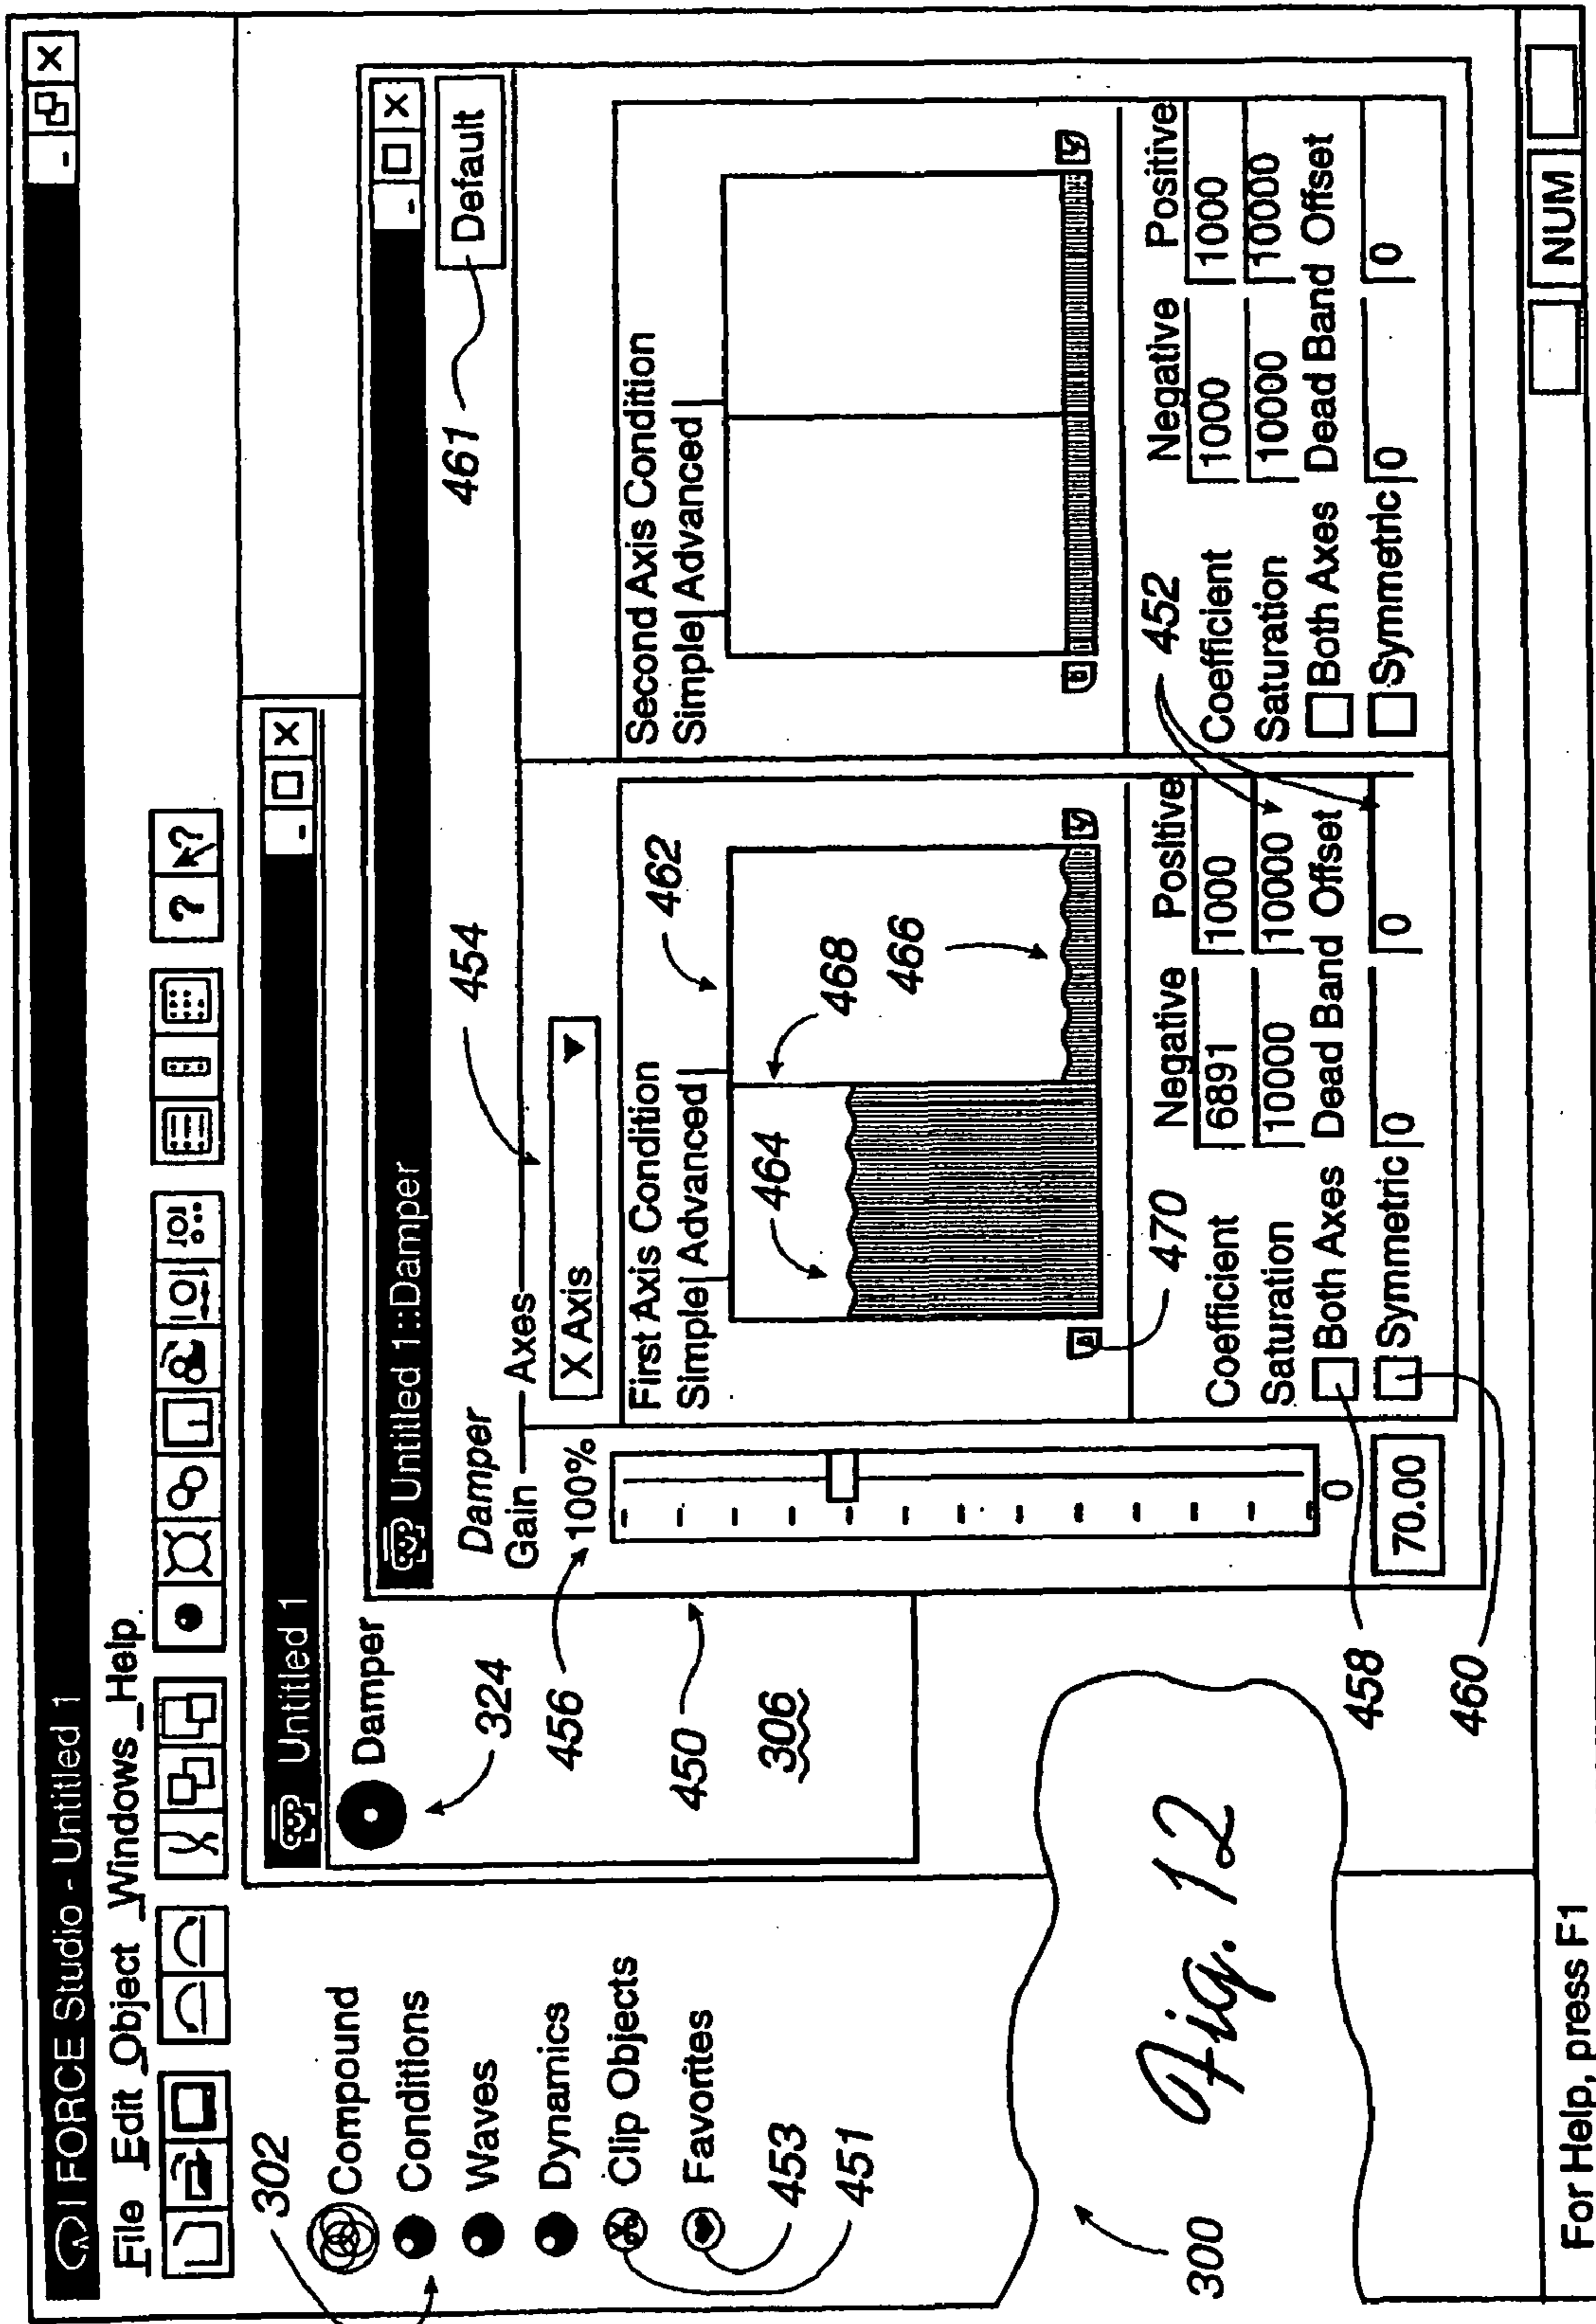 I FORCE Studio - Untitled 1
File Edit Object Windows Help
? ?
302
Compound
Conditions
Waves
Dynamics
Clip Objects
Favorites
453
451
300
Fig. 12
Untitled 1
Damper
324
456
450
306
458
460
Untitled 1::Damper
Default
461
Damper
Gain
Axes
454
100%
0
70.00
X Axis
First Axis Condition
Simple Advanced
462
464
468
466
470
Negative Positive
Coefficient 6891 1000
Saturation 10000 10000
Both Axes Dead Band Offset
Symmetric 0 0
Second Axis Condition
Simple Advanced
452
Negative Positive
Coefficient 1000 1000
Saturation 10000 10000
Both Axes Dead Band Offset
Symmetric 0 0
For Help, press F1
NUM